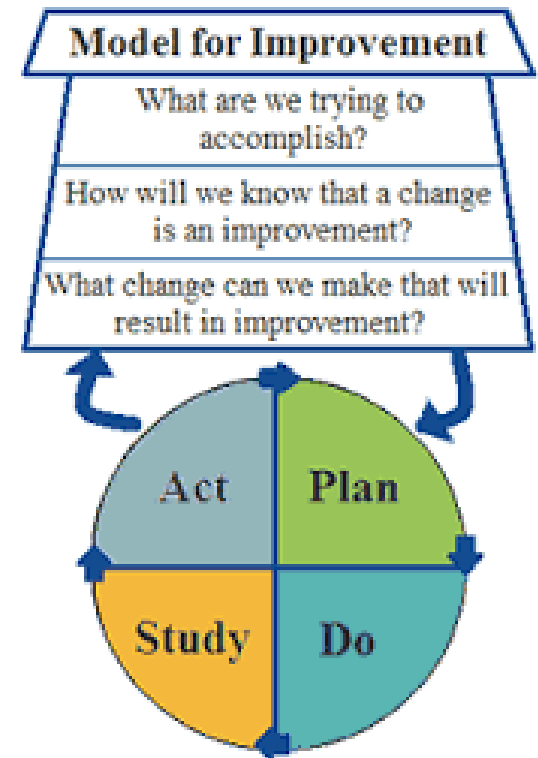 Model for Improvement
What are we trying to
accomplish?
How will we know that a change
is an improvement?
What change can we make that will
result in improvement?
Act
Plan
Study
Do